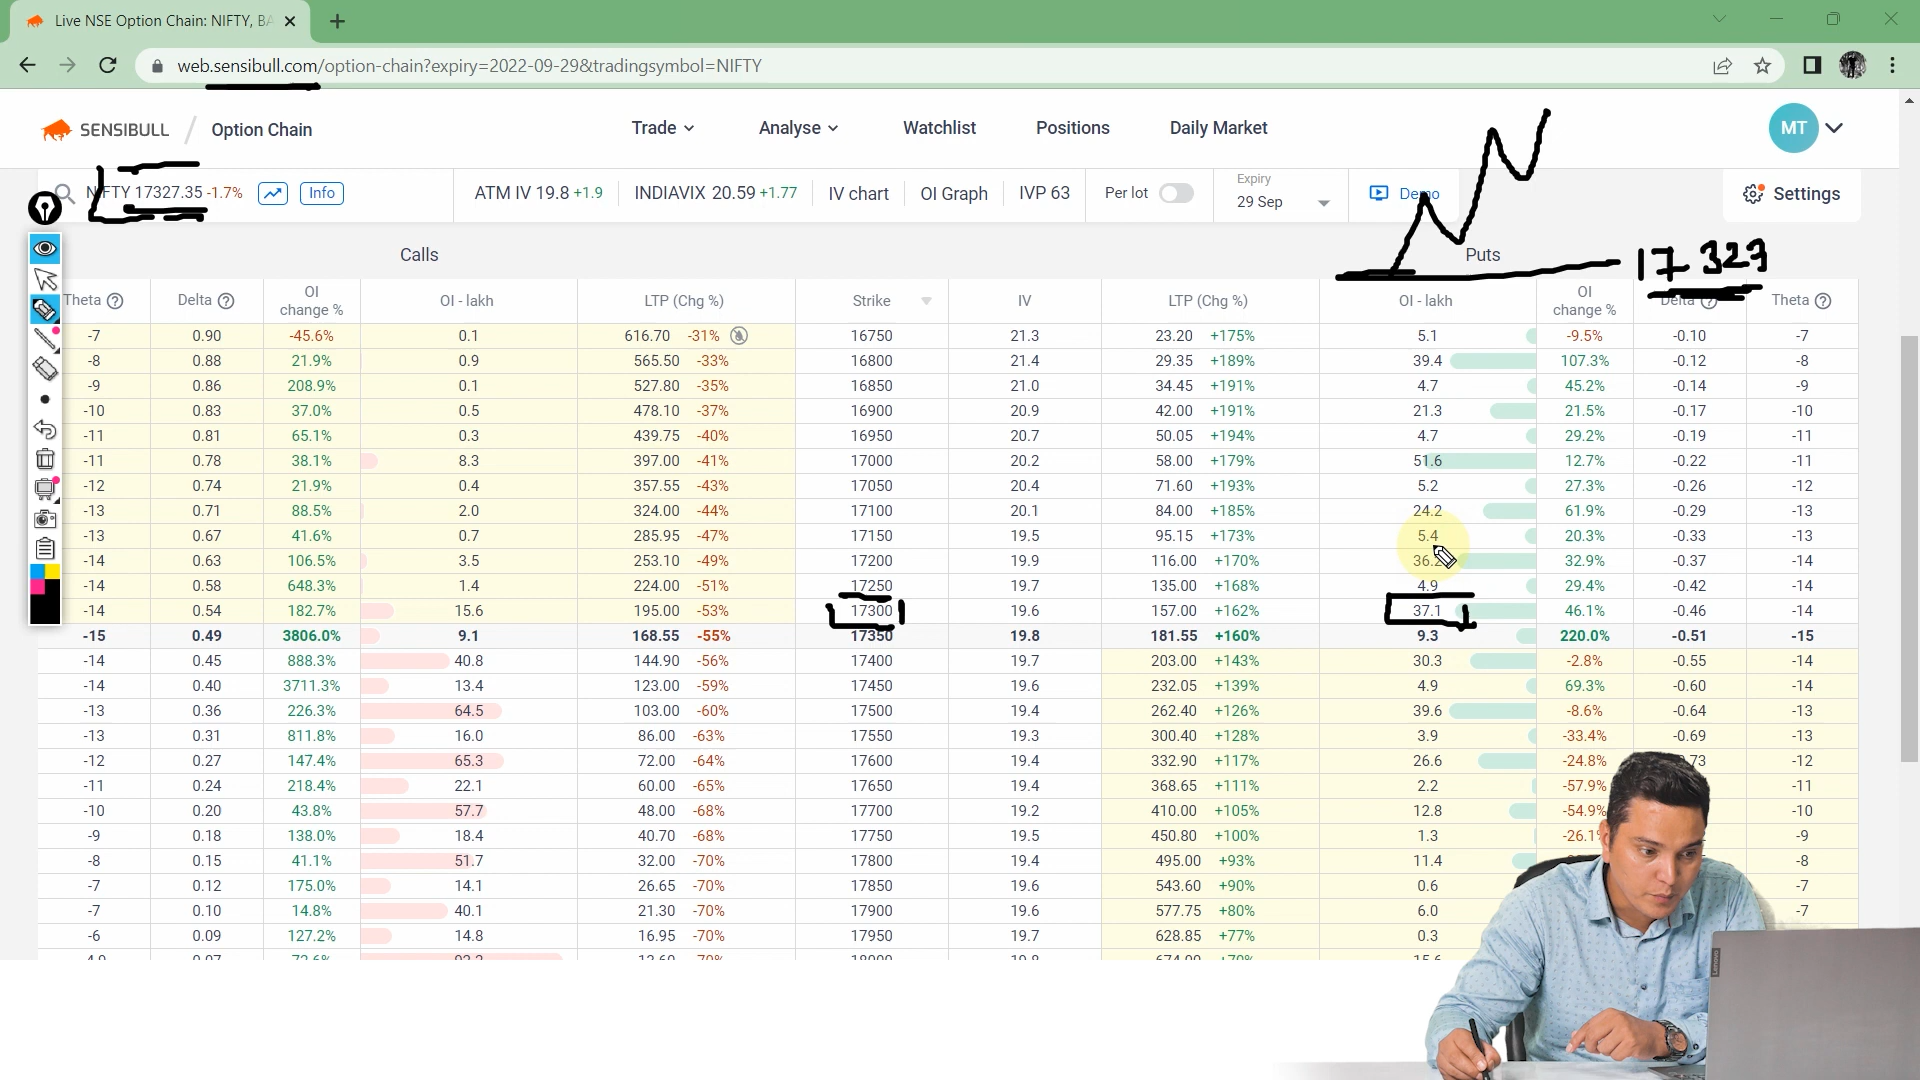 Live NSE Option Chain: NIFTY, BA
web.sensibull.com/option-chain?expiry=2022-09-29&tradingsymbol=NIFTY
SENSIBULL / Option Chain Trade Analyse Watchlist Positions Daily Market MT
NIFTY 17327.35 -1.7% Info ATM IV 19.8 +1.9 INDIAVIX 20.59 +1.77 IV chart OI Graph IVP 63 Per lot Expiry 29 Sep Demo Settings
Calls Puts 17327
Theta Delta OI change % OI - lakh LTP (Chg %) Strike IV LTP (Chg %) OI - lakh OI change % Delta Theta
-7 0.90 -45.6% 0.1 616.70 -31% 16750 21.3 23.20 +175% 5.1 -9.5% -0.10 -7
-8 0.88 21.9% 0.9 565.50 -33% 16800 21.4 29.35 +189% 39.4 107.3% -0.12 -8
-9 0.86 208.9% 0.1 527.80 -35% 16850 21.0 34.45 +191% 4.7 45.2% -0.14 -9
-10 0.83 37.0% 0.5 478.10 -37% 16900 20.9 42.00 +191% 21.3 21.5% -0.17 -10
-11 0.81 65.1% 0.3 439.75 -40% 16950 20.7 50.05 +194% 4.7 29.2% -0.19 -11
-11 0.78 38.1% 8.3 397.00 -41% 17000 20.2 58.00 +179% 51.6 12.7% -0.22 -11
-12 0.74 21.9% 0.4 357.55 -43% 17050 20.4 71.60 +193% 5.2 27.3% -0.26 -12
-13 0.71 88.5% 2.0 324.00 -44% 17100 20.1 84.00 +185% 24.2 61.9% -0.29 -13
-13 0.67 41.6% 0.7 285.95 -47% 17150 19.5 95.15 +173% 5.4 20.3% -0.33 -13
-14 0.63 106.5% 3.5 253.10 -49% 17200 19.9 116.00 +170% 36.2 32.9% -0.37 -14
-14 0.58 648.3% 1.4 224.00 -51% 17250 19.7 135.00 +168% 4.9 29.4% -0.42 -14
-14 0.54 182.7% 15.6 195.00 -53% 17300 19.6 157.00 +162% 37.1 46.1% -0.46 -14
-15 0.49 3806.0% 9.1 168.55 -55% 17350 19.8 181.55 +160% 9.3 220.0% -0.51 -15
-14 0.45 888.3% 40.8 144.90 -56% 17400 19.7 203.00 +143% 30.3 -2.8% -0.55 -14
-14 0.40 3711.3% 13.4 123.00 -59% 17450 19.6 232.05 +139% 4.9 69.3% -0.60 -14
-13 0.36 226.3% 64.5 103.00 -60% 17500 19.4 262.40 +126% 39.6 -8.6% -0.64 -13
-13 0.31 811.8% 16.0 86.00 -63% 17550 19.3 300.40 +128% 3.9 -33.4% -0.69 -13
-12 0.27 147.4% 65.3 72.00 -64% 17600 19.4 332.90 +117% 26.6 -24.8% -12
-11 0.24 218.4% 22.1 60.00 -65% 17650 19.4 368.65 +111% 2.2 -57.9% -11
-10 0.20 43.8% 57.7 48.00 -68% 17700 19.2 410.00 +105% 12.8 -54.9% -10
-9 0.18 138.0% 18.4 40.70 -68% 17750 19.5 450.80 +100% 1.3 -26.1% -9
-8 0.15 41.1% 51.7 32.00 -70% 17800 19.4 495.00 +93% 11.4 -8
-7 0.12 175.0% 14.1 26.65 -70% 17850 19.6 543.60 +90% 0.6 -7
-7 0.10 14.8% 40.1 21.30 -70% 17900 19.6 577.75 +80% 6.0 -7
-6 0.09 127.2% 14.8 16.95 -70% 17950 19.7 628.85 +77% 0.3
Lenovo